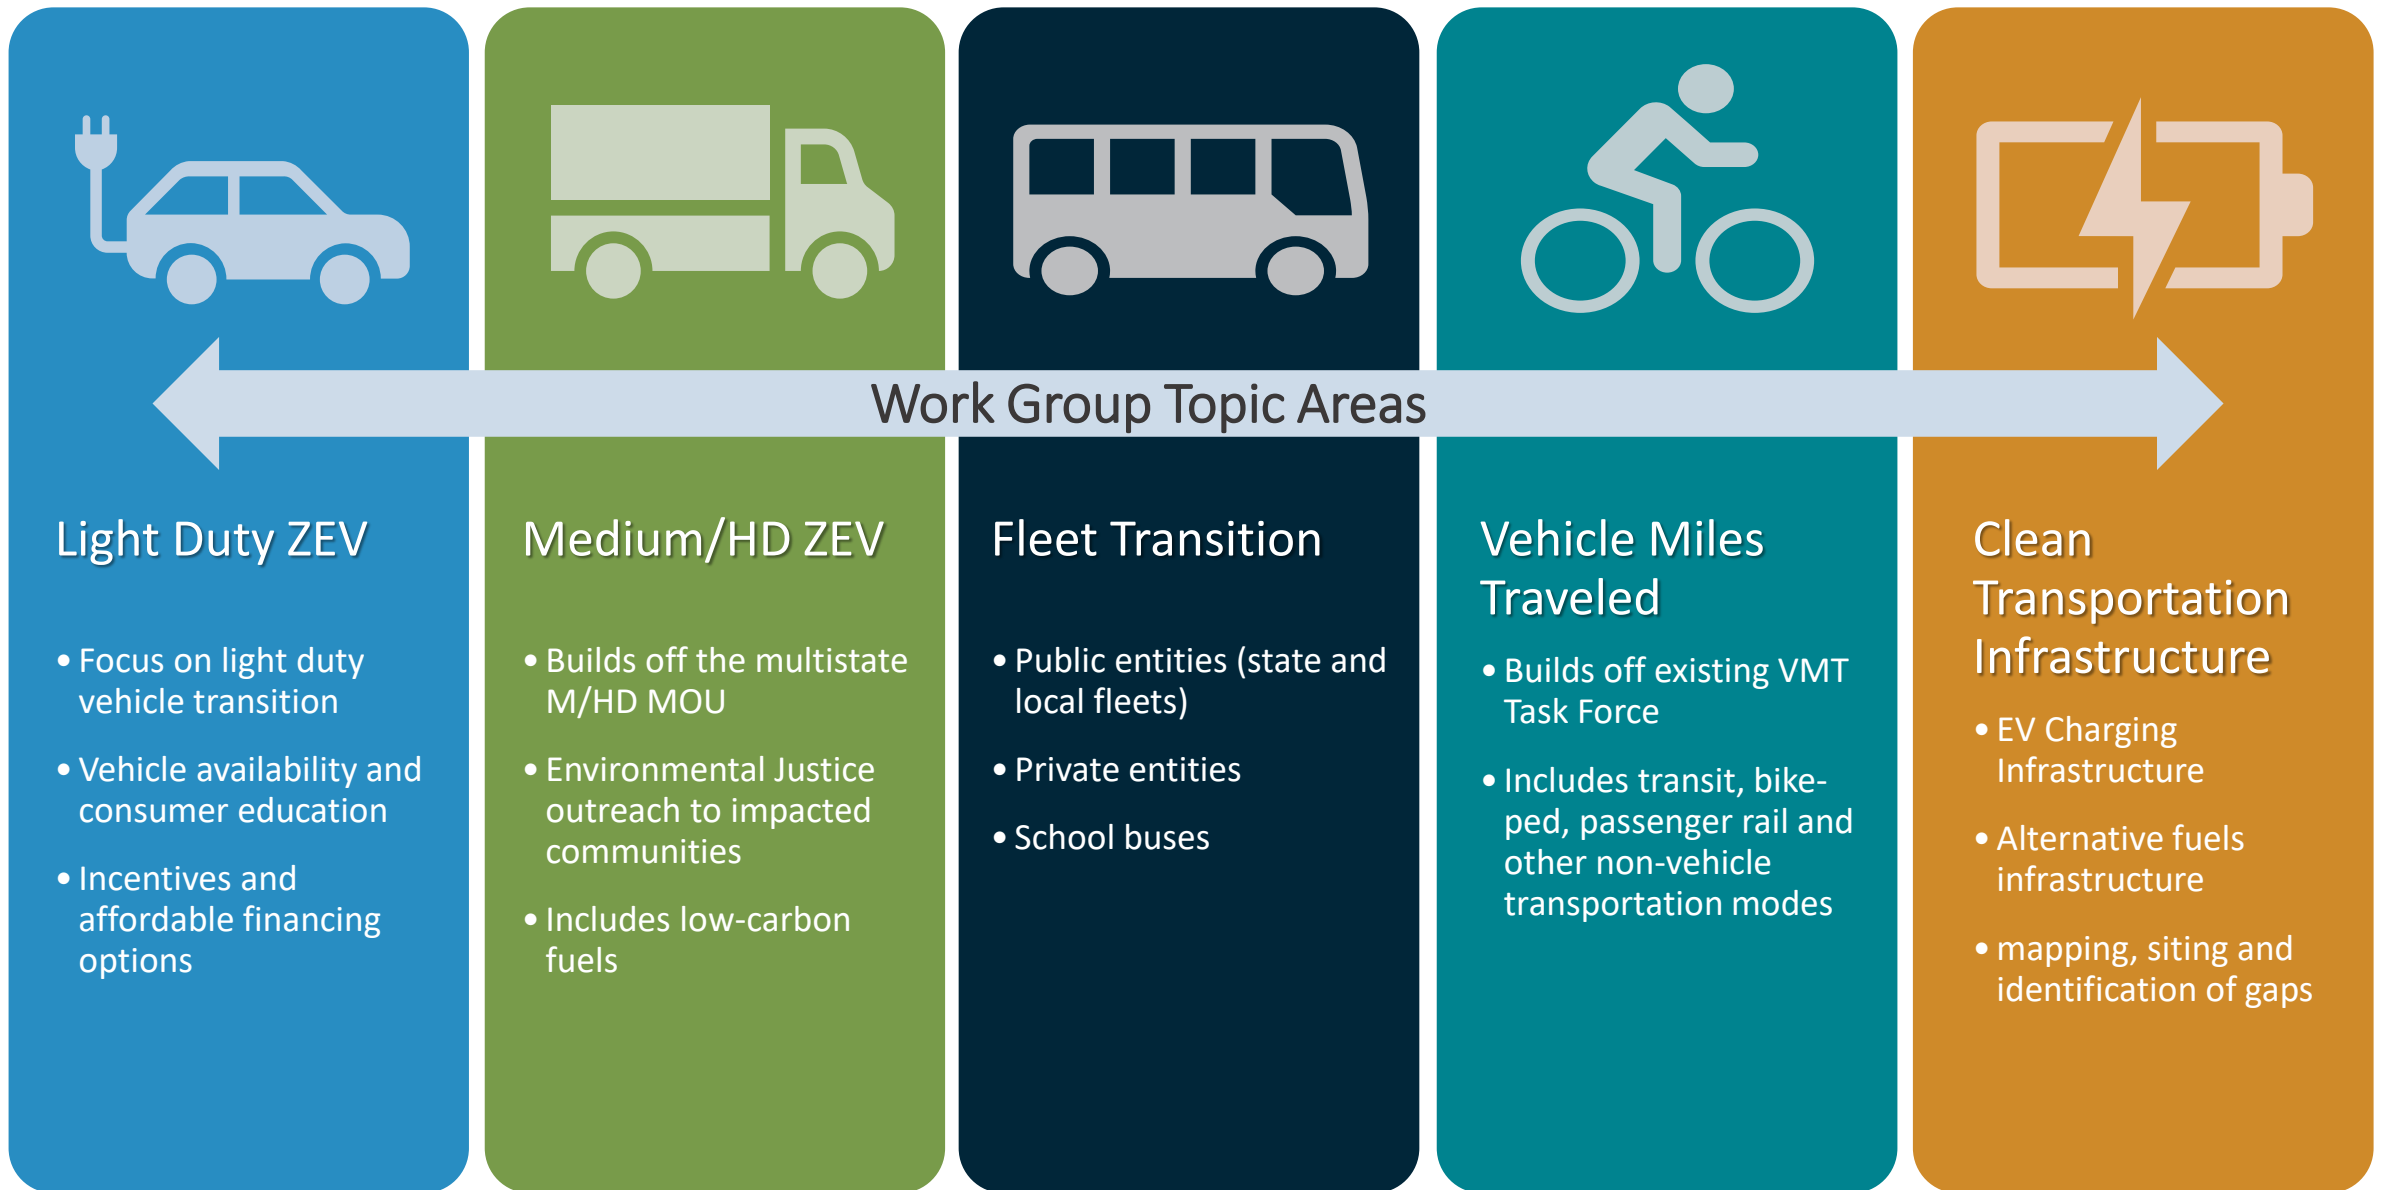 Work Group Topic Areas
Light Duty ZEV
• Focus on light duty
vehicle transition
• Vehicle availability and
consumer education
• Incentives and
affordable financing
options
Medium/HD ZEV
• Builds off the multistate
M/HD MOU
• Environmental Justice
outreach to impacted
communities
• Includes low-carbon
fuels
Fleet Transition
• Public entities (state and
local fleets)
• Private entities
• School buses
Vehicle Miles
Traveled
• Builds off existing VMT
Task Force
• Includes transit, bike-
ped, passenger rail and
other non-vehicle
transportation modes
Clean
Transportation
Infrastructure
• EV Charging
Infrastructure
• Alternative fuels
infrastructure
• mapping, siting and
identification of gaps